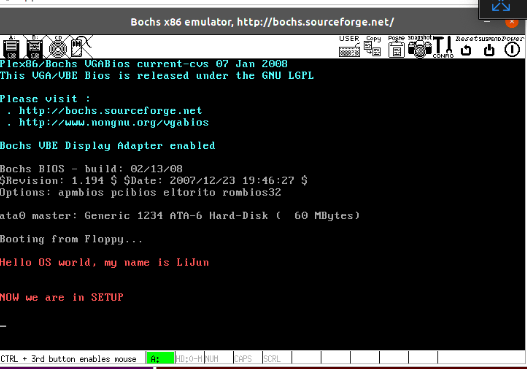 Bochs x86 emulator, http://bochs.sourceforge.net/
A: B: CD USER Copy Paste snapshot CONFIG Reset suspend Power
Plex86/Bochs VGABios current-cvs 07 Jan 2008
This VGA/VBE Bios is released under the GNU LGPL
Please visit :
. http://bochs.sourceforge.net
. http://www.nongnu.org/vgabios
Bochs VBE Display Adapter enabled
Bochs BIOS - build: 02/13/08
$Revision: 1.194 $ $Date: 2007/12/23 19:46:27 $
Options: apmbios pcibios eltorito rombios32
ata0 master: Generic 1234 ATA-6 Hard-Disk ( 60 MBytes)
Booting from Floppy...
Hello OS world, my name is LiJun
NOW we are in SETUP
_
CTRL + 3rd button enables mouse A: HD:0-M NUM CAPS SCRL